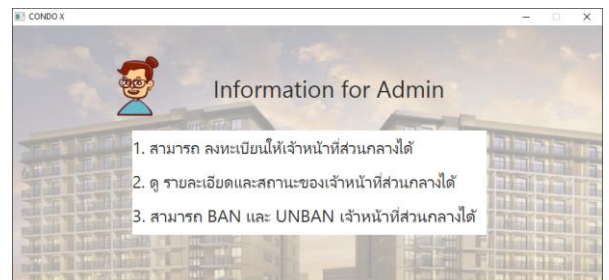 CONDO X
Information for Admin
1. สามารถ ลงทะเบียนให้เจ้าหน้าที่ส่วนกลางได้
2. ดู รายละเอียดและสถานะของเจ้าหน้าที่ส่วนกลางได้
3. สามารถ BAN และ UNBAN เจ้าหน้าที่ส่วนกลางได้